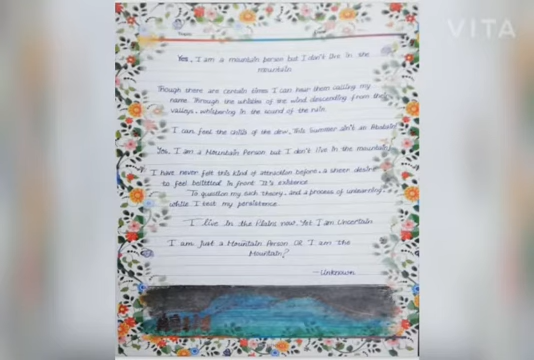 VITA
Yes, I am a mountain person but I don't live in the
mountain
Though there are certain times I can hear them calling my
name. Through the whistles of the wind descending from the
valleys, whispering in the sound of the rain.
I can feel the chills of the dew, this Summer ain't an
Yes, I am a Mountain Person but I don't live in the mountain
I have never felt this kind of attraction before, a sheer desire
to feel belittled in front It's existence
To question my each theory, and a process of unlearning
while I test my persistence.
I live in the Plains now, Yet I am Uncertain
I am Just a Mountain Person OR I am the
Mountain?
-Unknown